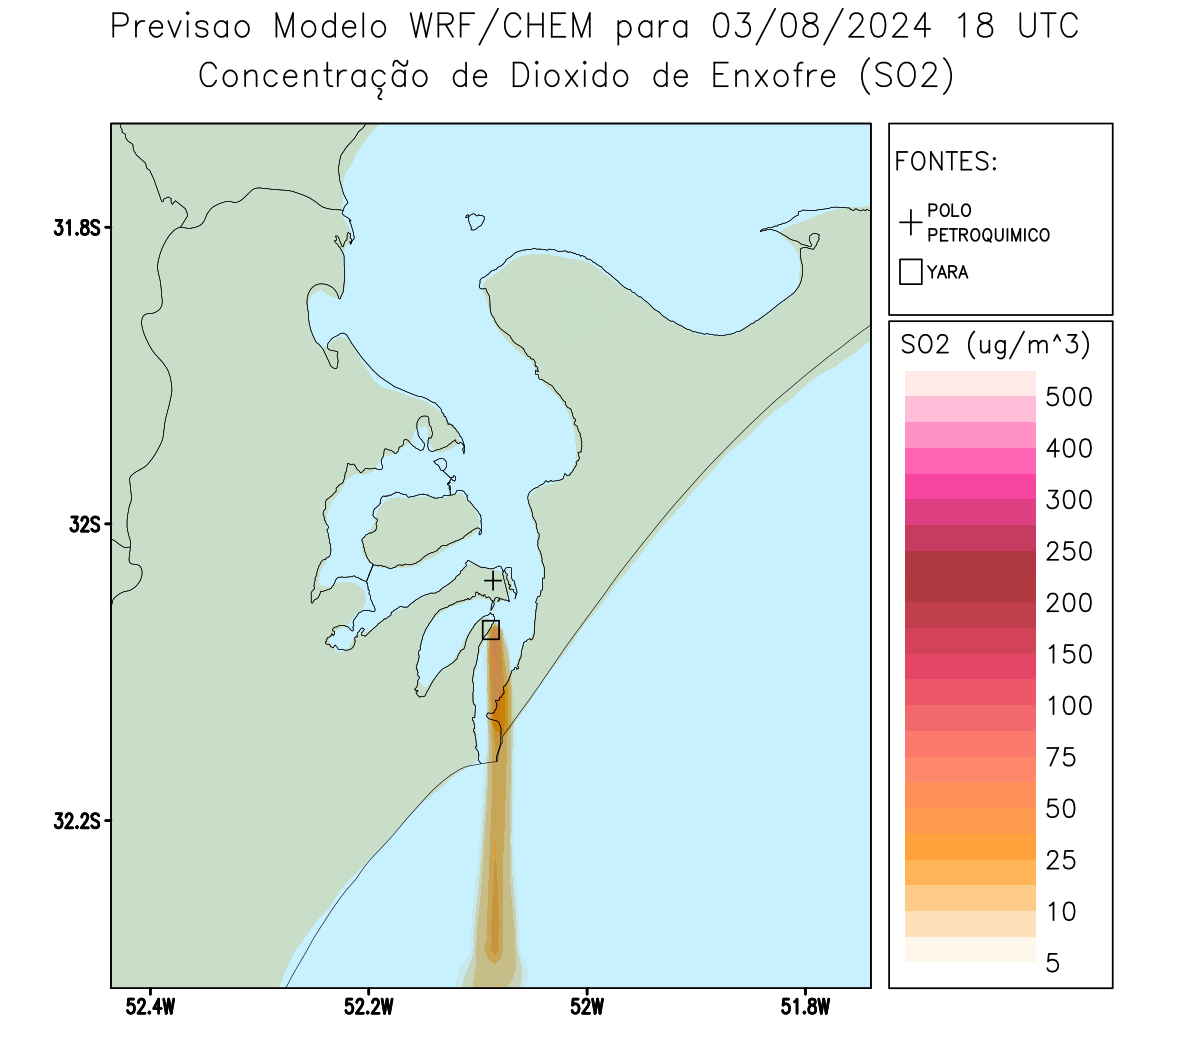 Previsao Modelo WRF/CHEM para 03/08/2024 18 UTC
Concentração de Dioxido de Enxofre (SO2)
FONTES:
POLO
PETROQUIMICO
YARA
31.8S
32S
32.2S
52.4W
52.2W
52W
51.8W
SO2 (ug/m^3)
500
400
300
250
200
150
100
75
50
25
10
5